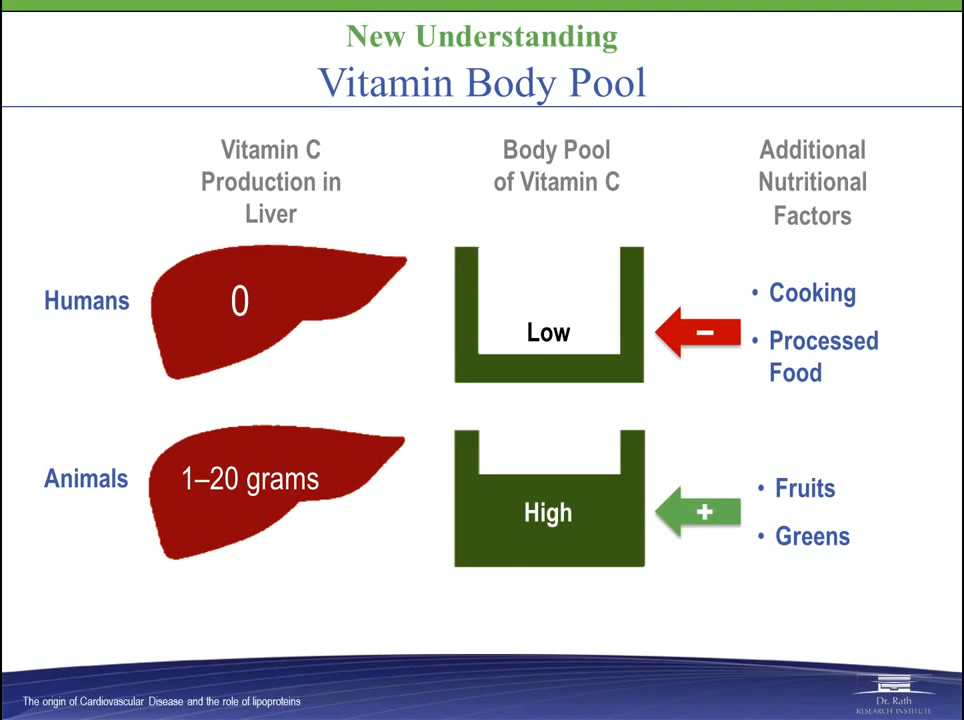 New Understanding
Vitamin Body Pool
Vitamin C
Production in
Liver
Body Pool
of Vitamin C
Additional
Nutritional
Factors
Humans
0
Low
–
• Cooking
• Processed
Food
Animals
1–20 grams
High
+
• Fruits
• Greens
The origin of Cardiovascular Disease and the role of lipoproteins
Dr. Rath
RESEARCH INSTITUTE